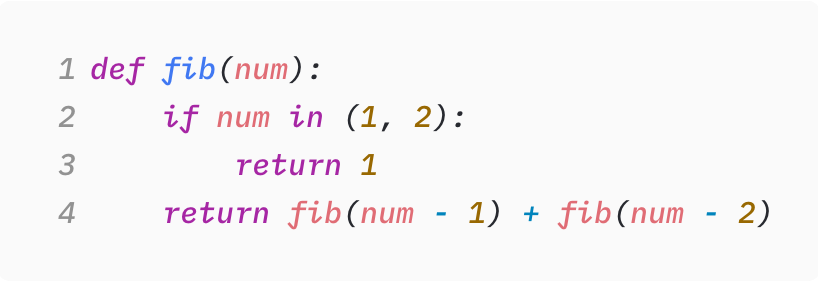 1 def fib(num):
2     if num in (1, 2):
3         return 1
4     return fib(num - 1) + fib(num - 2)